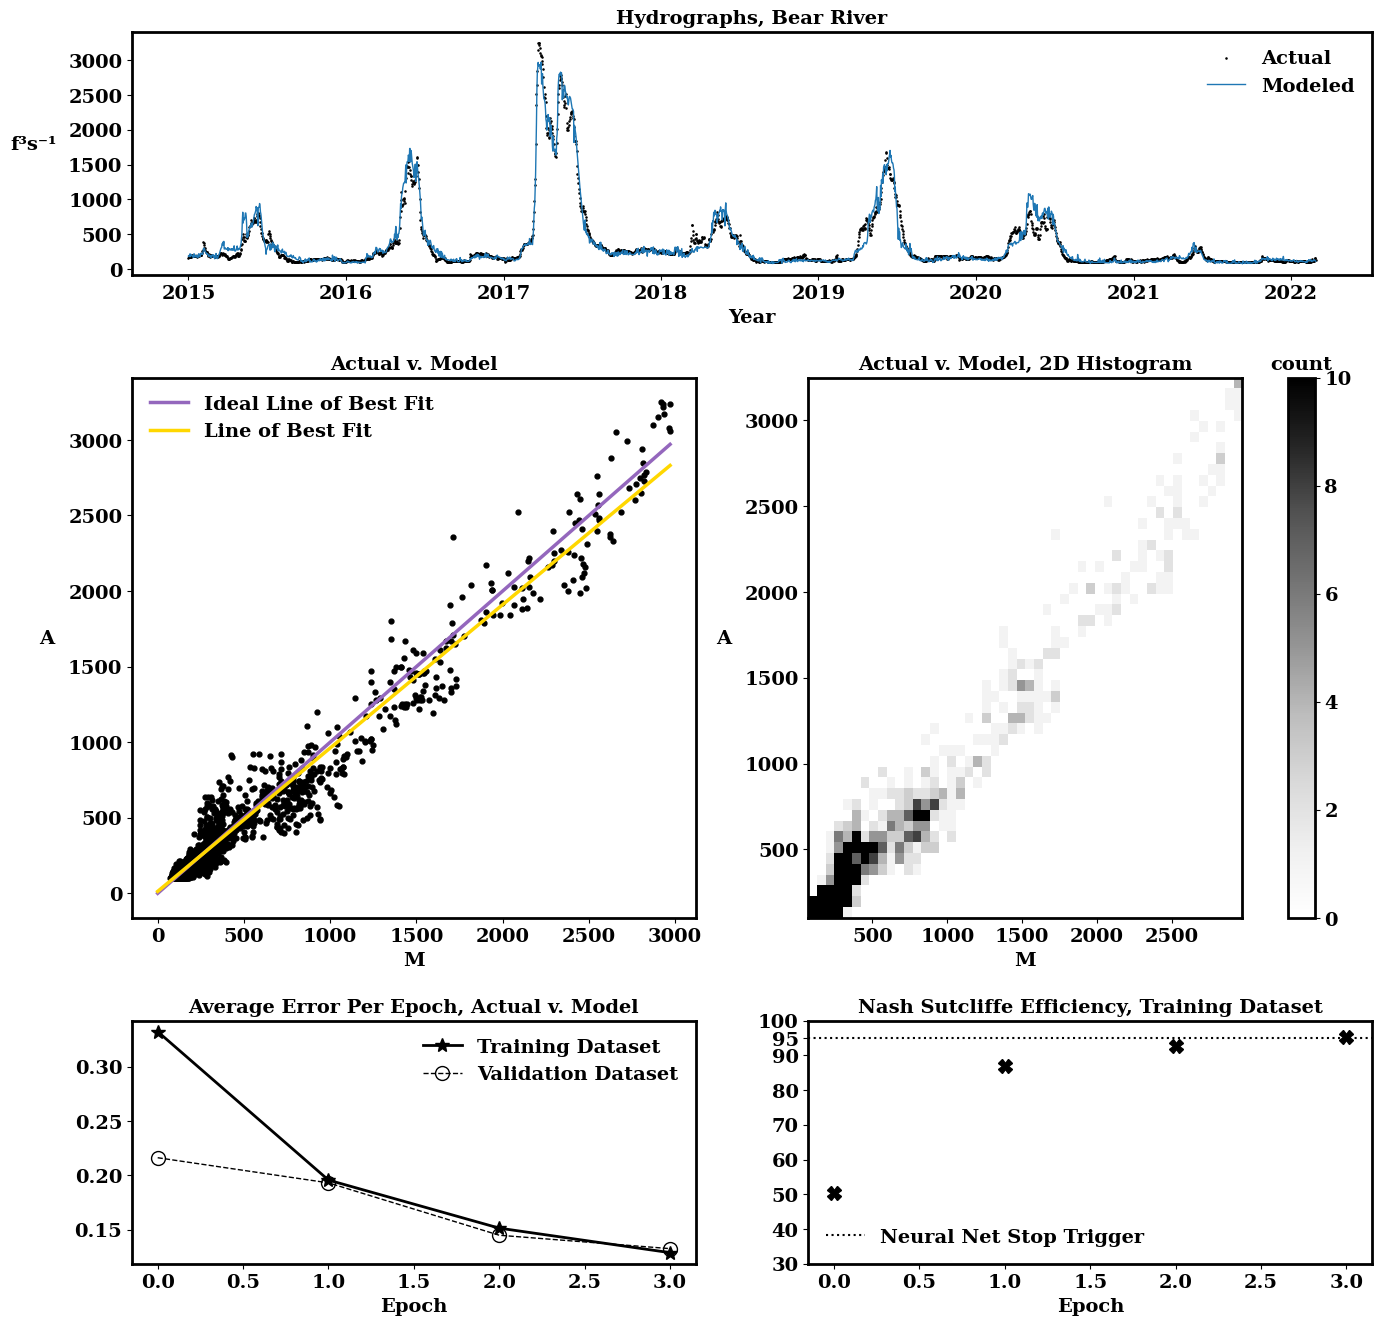 Hydrographs, Bear River
3000
2500
2000
1500
1000
500
0
f³s⁻¹
Actual
Modeled
2015 2016 2017 2018 2019 2020 2021 2022
Year
Actual v. Model
Ideal Line of Best Fit
Line of Best Fit
3000
2500
2000
1500
1000
500
0
A
0 500 1000 1500 2000 2500 3000
M
Actual v. Model, 2D Histogram
3000
2500
2000
1500
1000
500
A
500 1000 1500 2000 2500
M
count
10
8
6
4
2
0
Average Error Per Epoch, Actual v. Model
Training Dataset
Validation Dataset
0.30
0.25
0.20
0.15
0.0 0.5 1.0 1.5 2.0 2.5 3.0
Epoch
Nash Sutcliffe Efficiency, Training Dataset
100
95
90
80
70
60
50
40
30
Neural Net Stop Trigger
0.0 0.5 1.0 1.5 2.0 2.5 3.0
Epoch